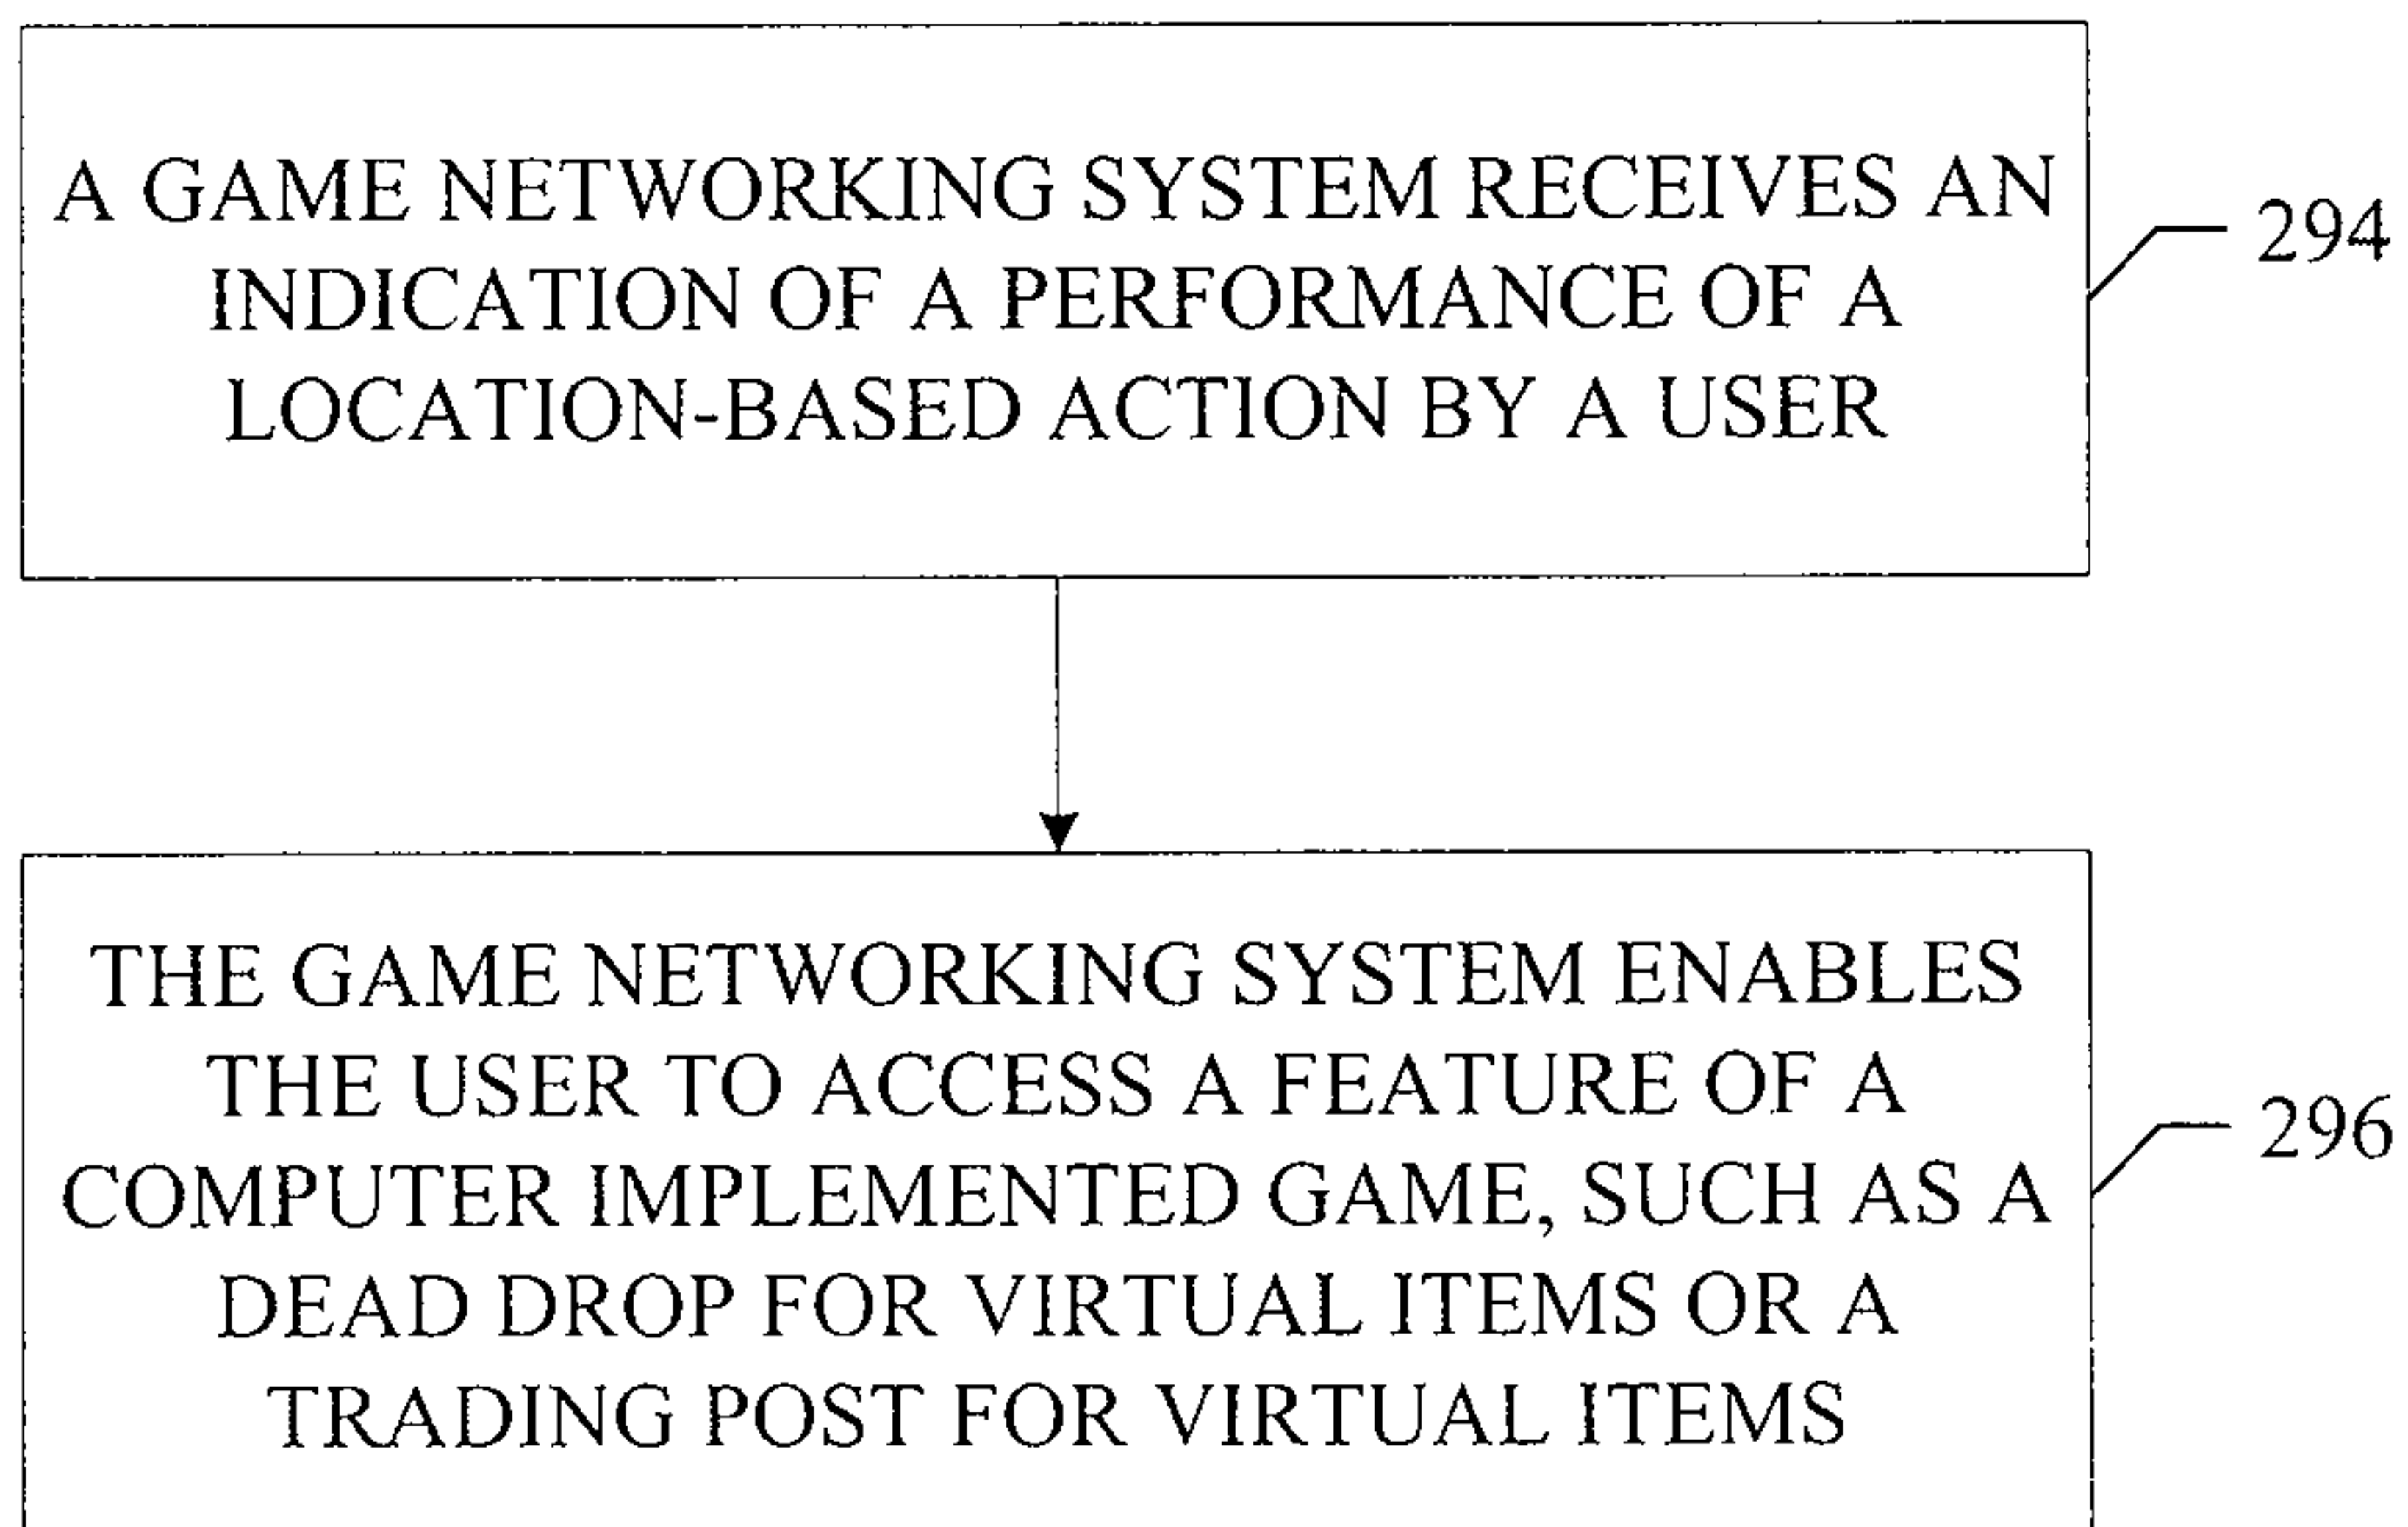 A GAME NETWORKING SYSTEM RECEIVES AN
INDICATION OF A PERFORMANCE OF A
LOCATION-BASED ACTION BY A USER
294
THE GAME NETWORKING SYSTEM ENABLES
THE USER TO ACCESS A FEATURE OF A
COMPUTER IMPLEMENTED GAME, SUCH AS A
DEAD DROP FOR VIRTUAL ITEMS OR A
TRADING POST FOR VIRTUAL ITEMS
296